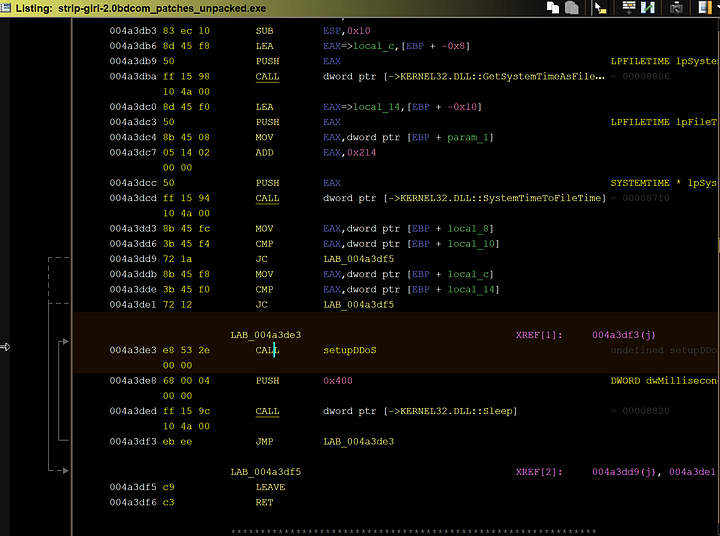 Listing: strip-girl-2.0bdcom_patches_unpacked.exe
004a3db3 83 ec 10 SUB ESP,0x10
004a3db6 8d 45 f8 LEA EAX=>local_c,[EBP + -0x8]
004a3db9 50 PUSH EAX LPFILETIME lpSystem
004a3dba ff 15 98 CALL dword ptr [->KERNEL32.DLL::GetSystemTimeAsFile... = 00008806
10 4a 00
004a3dc0 8d 45 f0 LEA EAX=>local_14,[EBP + -0x10]
004a3dc3 50 PUSH EAX LPFILETIME lpFileT
004a3dc4 8b 45 08 MOV EAX,dword ptr [EBP + param_1]
004a3dc7 05 14 02 ADD EAX,0x214
00 00
004a3dcc 50 PUSH EAX SYSTEMTIME * lpSys
004a3dcd ff 15 94 CALL dword ptr [->KERNEL32.DLL::SystemTimeToFileTime] = 000087f0
10 4a 00
004a3dd3 8b 45 fc MOV EAX,dword ptr [EBP + local_8]
004a3dd6 3b 45 f4 CMP EAX,dword ptr [EBP + local_10]
004a3dd9 72 1a JC LAB_004a3df5
004a3ddb 8b 45 f8 MOV EAX,dword ptr [EBP + local_c]
004a3dde 3b 45 f0 CMP EAX,dword ptr [EBP + local_14]
004a3de1 72 12 JC LAB_004a3df5
LAB_004a3de3 XREF[1]: 004a3df3(j)
004a3de3 e8 53 2e CALL setupDDoS undefined setupDDo
00 00
004a3de8 68 00 04 PUSH 0x400 DWORD dwMillisecon
00 00
004a3ded ff 15 9c CALL dword ptr [->KERNEL32.DLL::Sleep] = 00008820
10 4a 00
004a3df3 eb ee JMP LAB_004a3de3
LAB_004a3df5 XREF[2]: 004a3dd9(j), 004a3de1
004a3df5 c9 LEAVE
004a3df6 c3 RET
*************************************************************